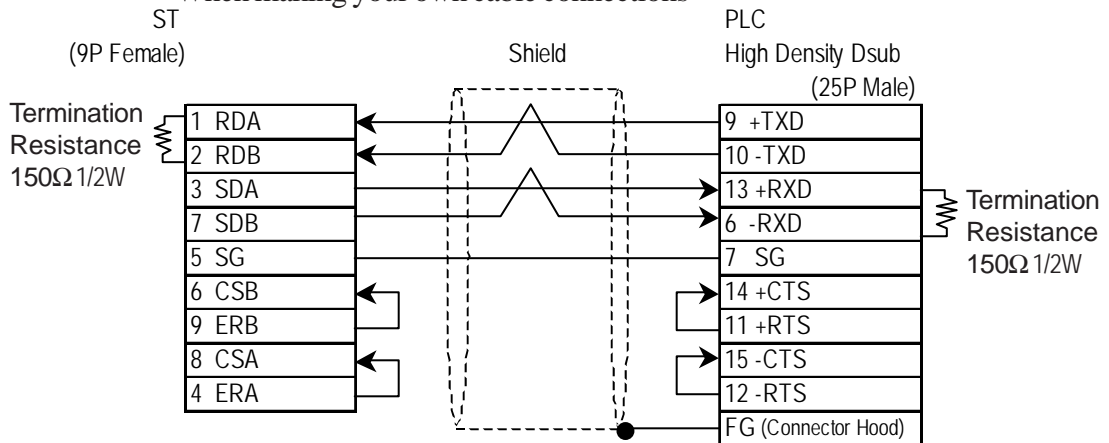 When making your own cable connections
ST
(9P Female)
Shield
PLC
High Density Dsub
(25P Male)
Termination
Resistance
150Ω 1/2W
1 RDA
2 RDB
3 SDA
7 SDB
5 SG
6 CSB
9 ERB
8 CSA
4 ERA
9 +TXD
10 -TXD
13 +RXD
6 -RXD
7 SG
14 +CTS
11 +RTS
15 -CTS
12 -RTS
FG (Connector Hood)
Termination
Resistance
150Ω 1/2W